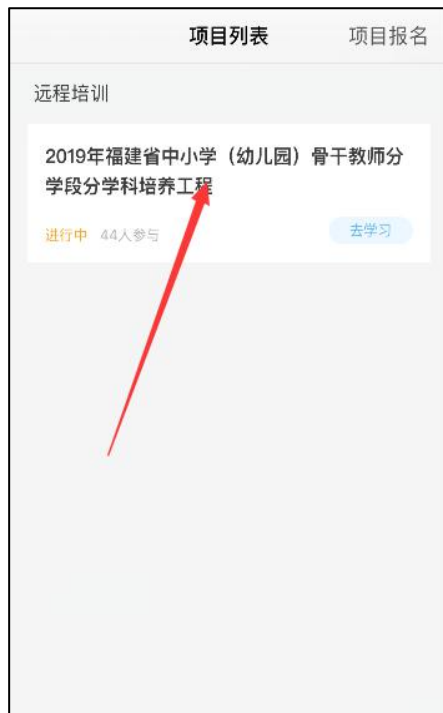 项目列表 项目报名
远程培训
2019年福建省中小学（幼儿园）骨干教师分
学段分学科培养工程
进行中 44人参与 去学习